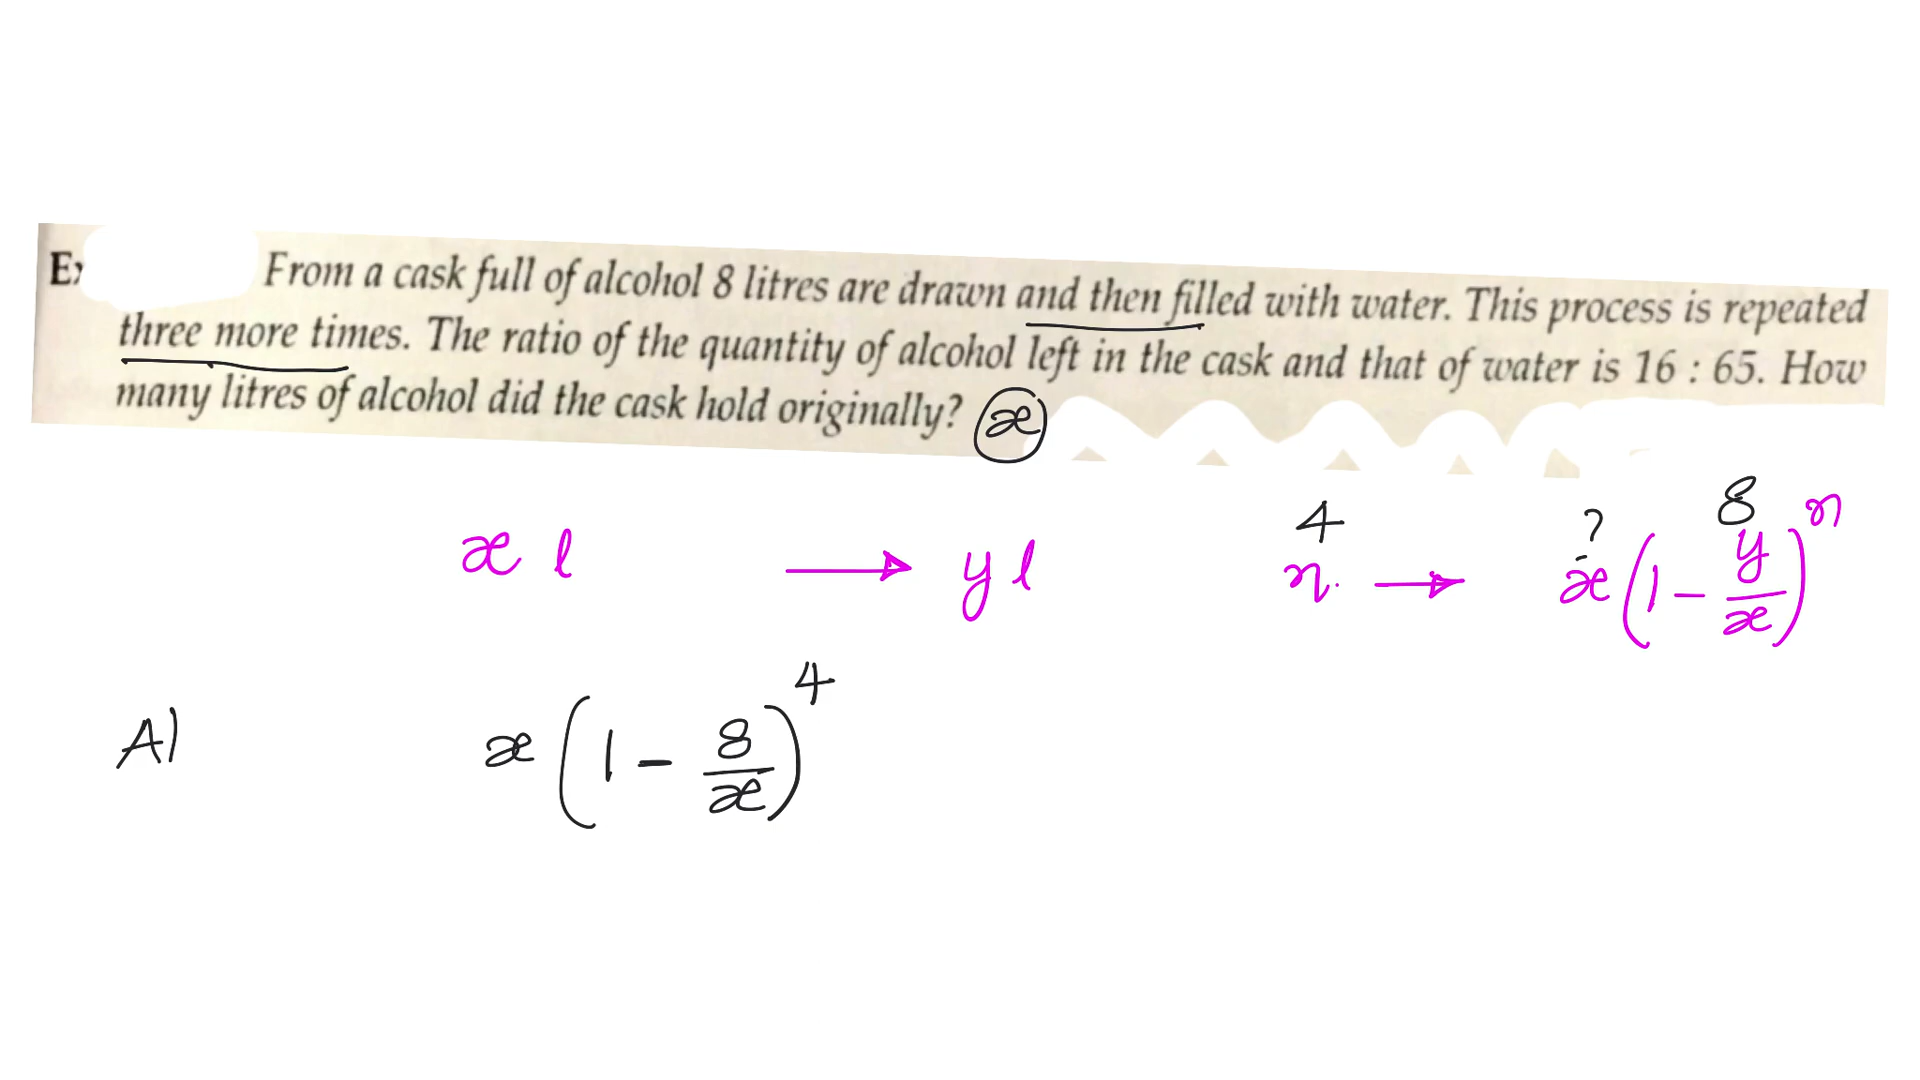 Ex From a cask full of alcohol 8 litres are drawn and then filled with water. This process is repeated
three more times. The ratio of the quantity of alcohol left in the cask and that of water is 16 : 65. How
many litres of alcohol did the cask hold originally? x
4 ? 8
x l → y l n. → x(1 - y/x)^n
Al x(1 - 8/x)^4